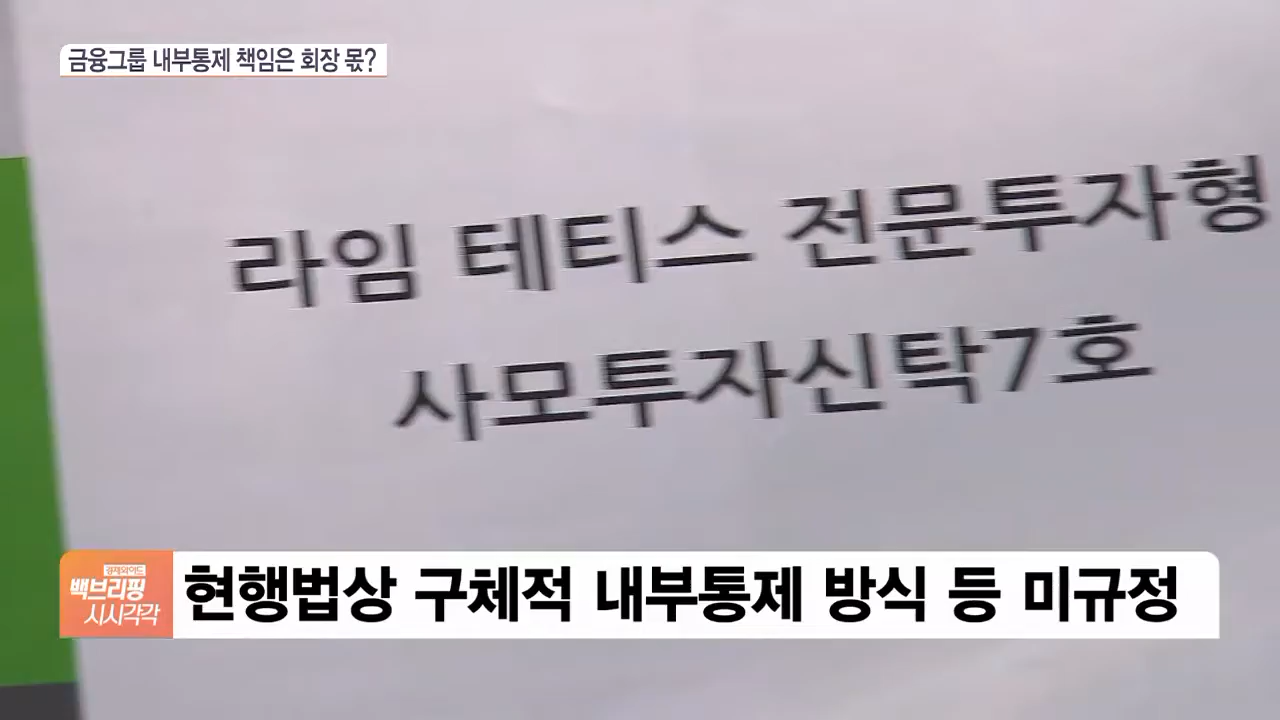 금융그룹 내부통제 책임은 회장 몫?
라임 테티스 전문투자형
사모투자신탁7호
경제와이드
백브리핑
시시각각
현행법상 구체적 내부통제 방식 등 미규정